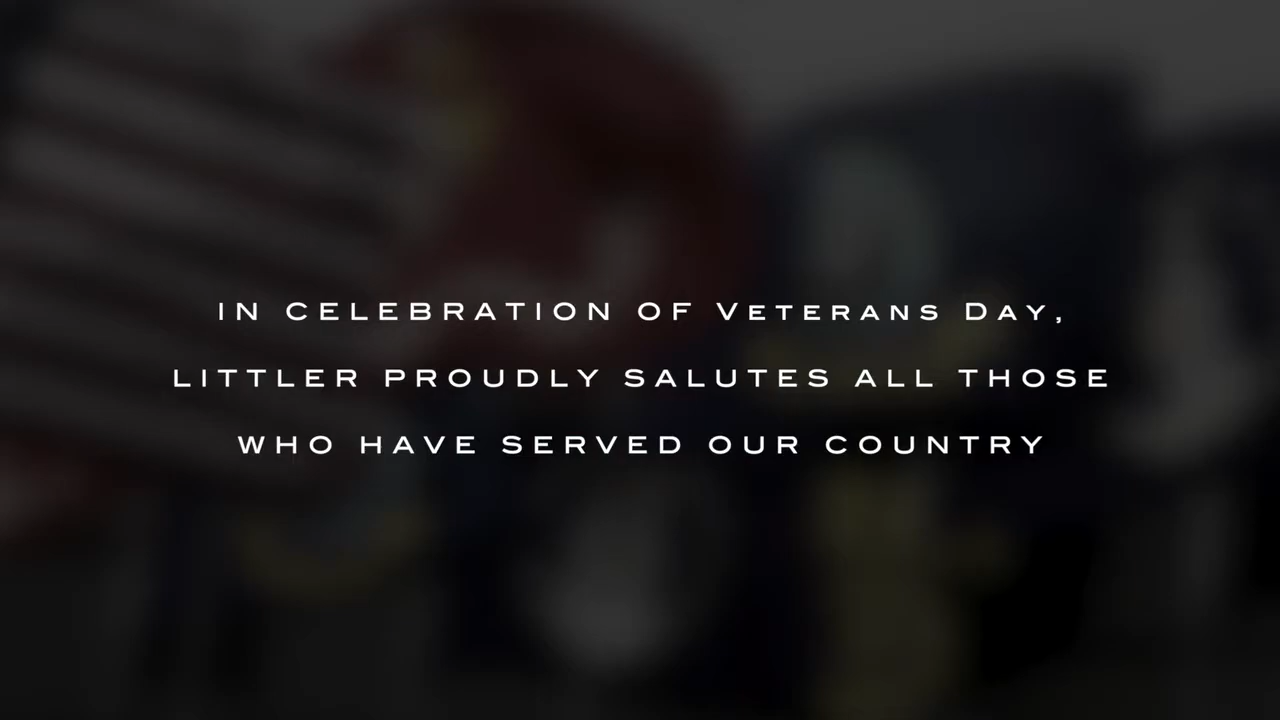 IN CELEBRATION OF VETERANS DAY,
LITTLER PROUDLY SALUTES ALL THOSE
WHO HAVE SERVED OUR COUNTRY